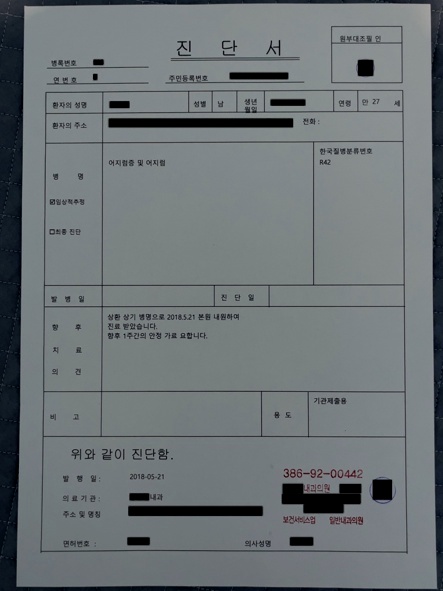 원부대조필 인
진 단 서
병록번호
연 번호
주민등록번호
환자의 성명
성별 남
생년월일
연령 만 27 세
환자의 주소
전화 :
병 명
☑임상적추정
☐최종 진단
어지럼증 및 어지럼
한국질병분류번호
R42
발 병 일
진 단 일
향 후
치 료
의 견
상환 상기 병명으로 2018.5.21 본원 내원하여
진료 받았습니다.
향후 1주간의 안정 가료 요합니다.
비 고
용 도
기관제출용
위와 같이 진단함.
발 행 일 : 2018-05-21
의 료 기 관 : 내과
주소 및 명칭
면허번호 :
의사성명
386-92-00442
내과의원
보건서비스업 일반내과의원